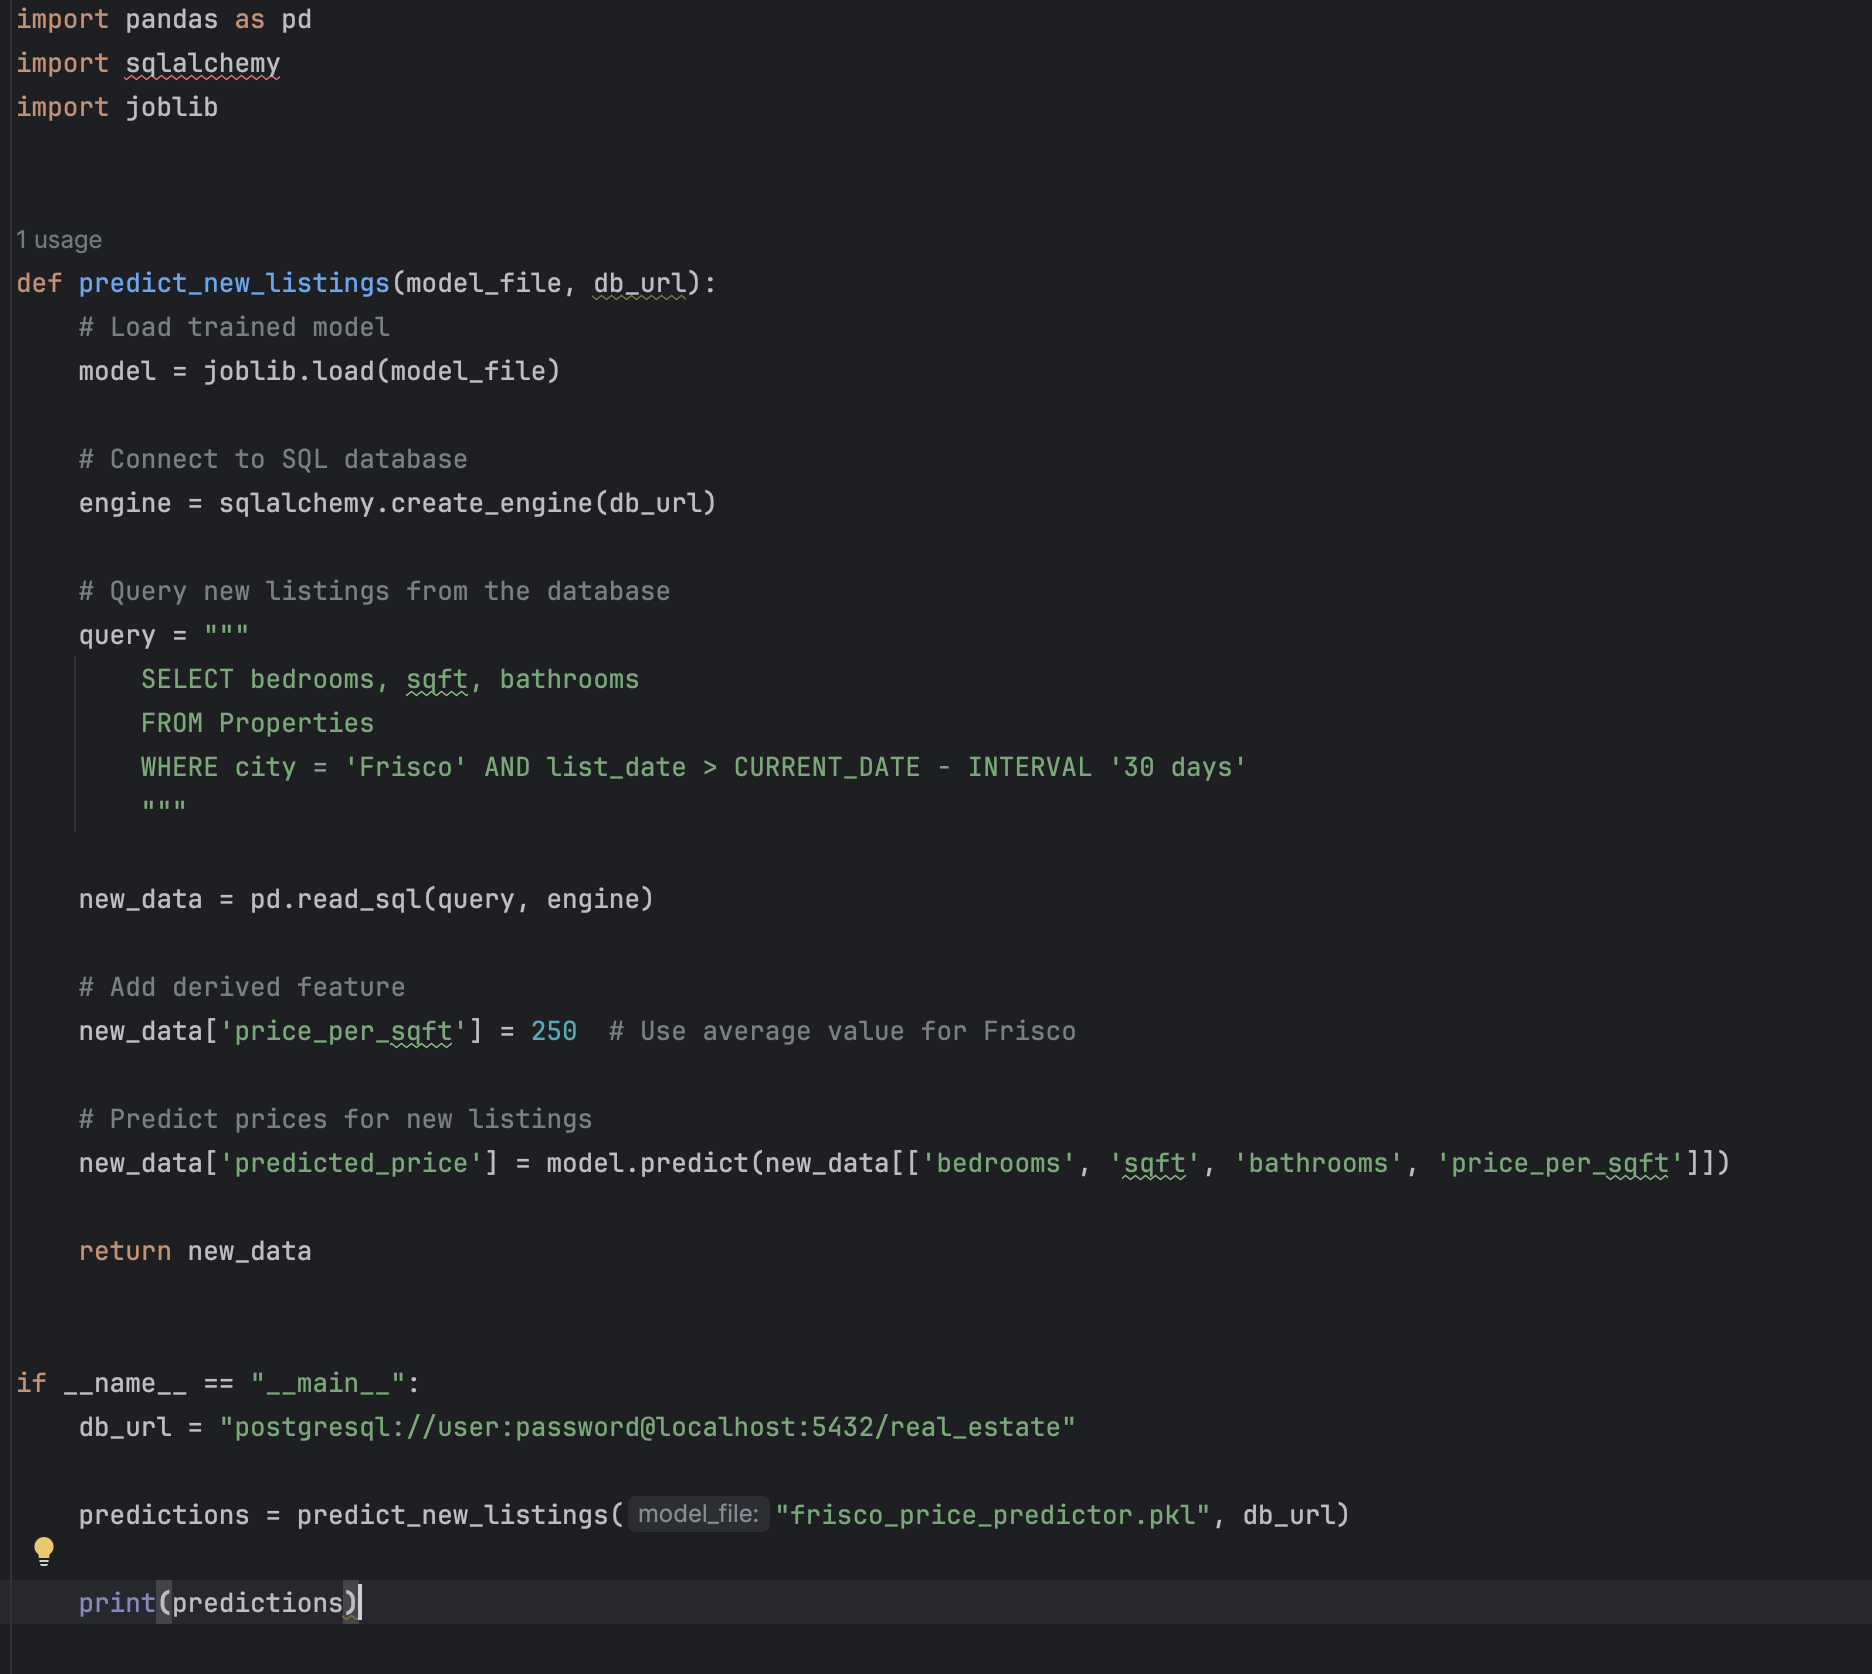 import pandas as pd
import sqlalchemy
import joblib
1 usage
def predict_new_listings(model_file, db_url):
    # Load trained model
    model = joblib.load(model_file)
    # Connect to SQL database
    engine = sqlalchemy.create_engine(db_url)
    # Query new listings from the database
    query = """
        SELECT bedrooms, sqft, bathrooms
        FROM Properties
        WHERE city = 'Frisco' AND list_date > CURRENT_DATE - INTERVAL '30 days'
        """
    new_data = pd.read_sql(query, engine)
    # Add derived feature
    new_data['price_per_sqft'] = 250  # Use average value for Frisco
    # Predict prices for new listings
    new_data['predicted_price'] = model.predict(new_data[['bedrooms', 'sqft', 'bathrooms', 'price_per_sqft']])
    return new_data
if __name__ == "__main__":
    db_url = "postgresql://user:password@localhost:5432/real_estate"
    predictions = predict_new_listings( model_file: "frisco_price_predictor.pkl", db_url)
    print(predictions)